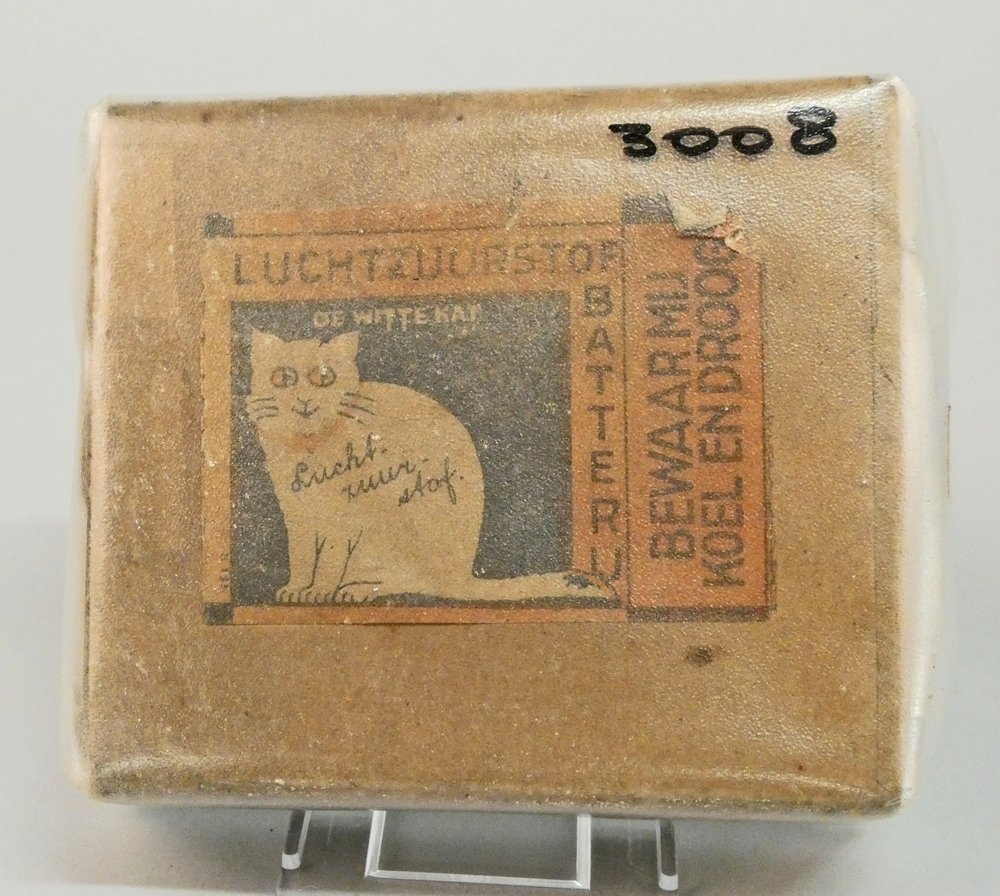 3008
LUCHTZUURSTOF
BATTERIJ
DE WITTE KAT
Lucht-
zuur-
stof.
BEWAAR MIJ
KOEL EN DROOG